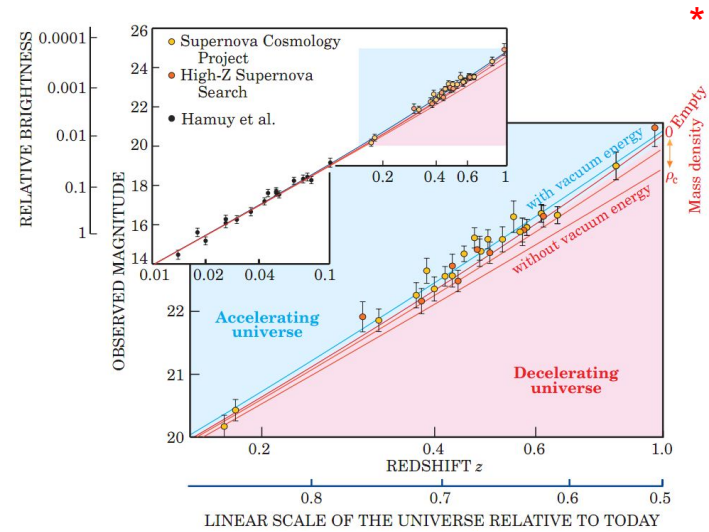 *
0.0001
0.001
0.01
0.1
1
RELATIVE BRIGHTNESS
OBSERVED MAGNITUDE
26
24
22
20
18
16
14
Supernova Cosmology
Project
High-Z Supernova
Search
Hamuy et al.
0.2
0.4
0.6
1
0.01
0.02
0.04
0.1
0
Empty
Mass density
ρc
with vacuum energy
without vacuum energy
22
21
20
Accelerating
universe
Decelerating
universe
0.2
0.4
0.6
1.0
REDSHIFT z
0.8
0.7
0.6
0.5
LINEAR SCALE OF THE UNIVERSE RELATIVE TO TODAY